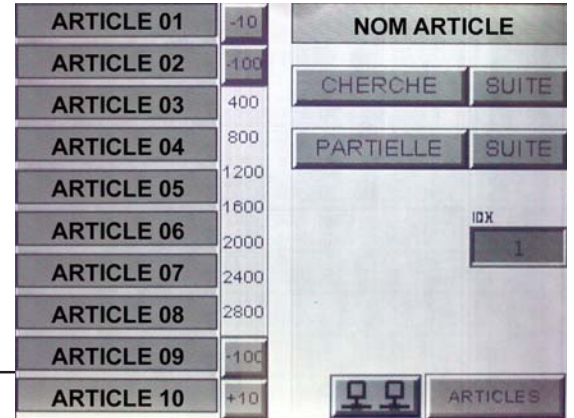 ARTICLE 01
ARTICLE 02
ARTICLE 03
ARTICLE 04
ARTICLE 05
ARTICLE 06
ARTICLE 07
ARTICLE 08
ARTICLE 09
ARTICLE 10
-10
-100
400
800
1200
1600
2000
2400
2800
-100
+10
NOM ARTICLE
CHERCHE SUITE
PARTIELLE SUITE
IDX
1
ARTICLES